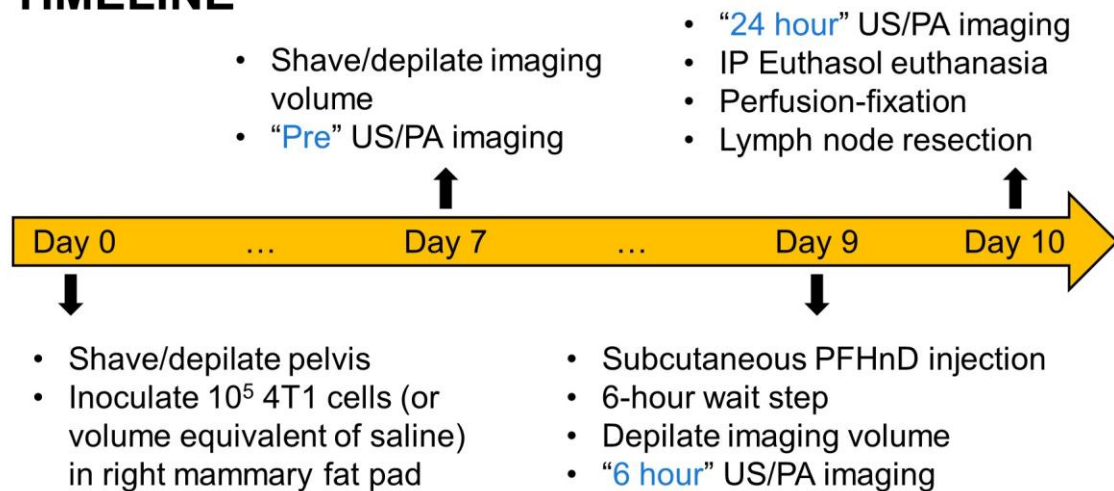 TIMELINE
• Shave/depilate imaging
volume
• “Pre” US/PA imaging
• “24 hour” US/PA imaging
• IP Euthasol euthanasia
• Perfusion-fixation
• Lymph node resection
Day 0 … Day 7 … Day 9 Day 10
• Shave/depilate pelvis
• Inoculate 10⁵ 4T1 cells (or
volume equivalent of saline)
in right mammary fat pad
• Subcutaneous PFHnD injection
• 6-hour wait step
• Depilate imaging volume
• “6 hour” US/PA imaging